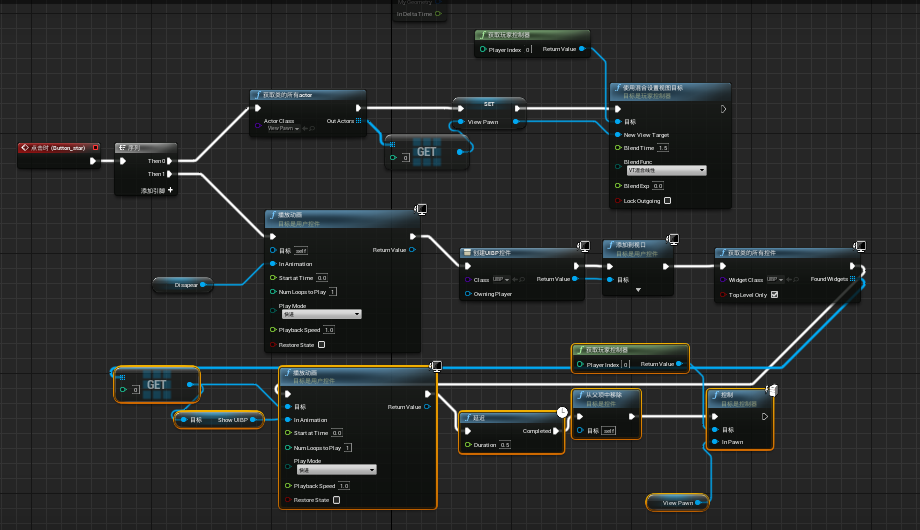 My Geometry
InDeltaTime
获取玩家控制器
Player Index 0 Return Value
获取类的所有actor
Actor Class
View Pawn
Out Actors
SET
View Pawn
0 GET
使用混合设置视图目标
目标是玩家控制器
目标
New View Target
Blend Time 1.5
Blend Func
VT混合线性
Blend Exp 0.0
Lock Outgoing
点击时 (Button_star)
序列
Then 0
Then 1
添加引脚
播放动画
目标是用户控件
目标 self
Return Value
In Animation
Start at Time 0.0
Num Loops to Play 1
Play Mode
快进
Playback Speed 1.0
Restore State
Disapear
创建UIBP控件
Class UIBP
Return Value
Owning Player
添加到视口
目标是用户控件
目标
获取类的所有控件
Widget Class UIBP
Found Widgets
Top Level Only
0 GET
目标 Show UIBP
播放动画
目标是用户控件
目标
Return Value
In Animation
Start at Time 0.0
Num Loops to Play 1
Play Mode
快进
Playback Speed 1.0
Restore State
延迟
Completed
Duration 0.5
获取玩家控制器
Player Index 0 Return Value
从父项中移除
目标是控件
目标 self
控制
目标是控制器
目标
In Pawn
View Pawn